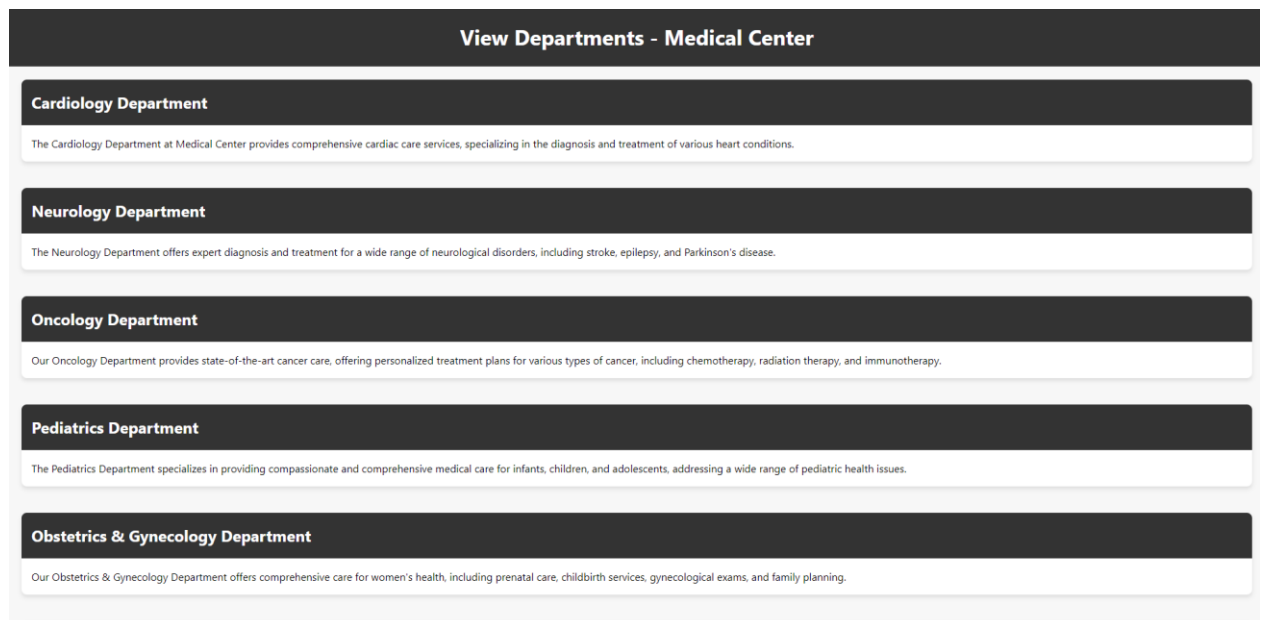 View Departments - Medical Center
Cardiology Department
The Cardiology Department at Medical Center provides comprehensive cardiac care services, specializing in the diagnosis and treatment of various heart conditions.
Neurology Department
The Neurology Department offers expert diagnosis and treatment for a wide range of neurological disorders, including stroke, epilepsy, and Parkinson's disease.
Oncology Department
Our Oncology Department provides state-of-the-art cancer care, offering personalized treatment plans for various types of cancer, including chemotherapy, radiation therapy, and immunotherapy.
Pediatrics Department
The Pediatrics Department specializes in providing compassionate and comprehensive medical care for infants, children, and adolescents, addressing a wide range of pediatric health issues.
Obstetrics & Gynecology Department
Our Obstetrics & Gynecology Department offers comprehensive care for women's health, including prenatal care, childbirth services, gynecological exams, and family planning.